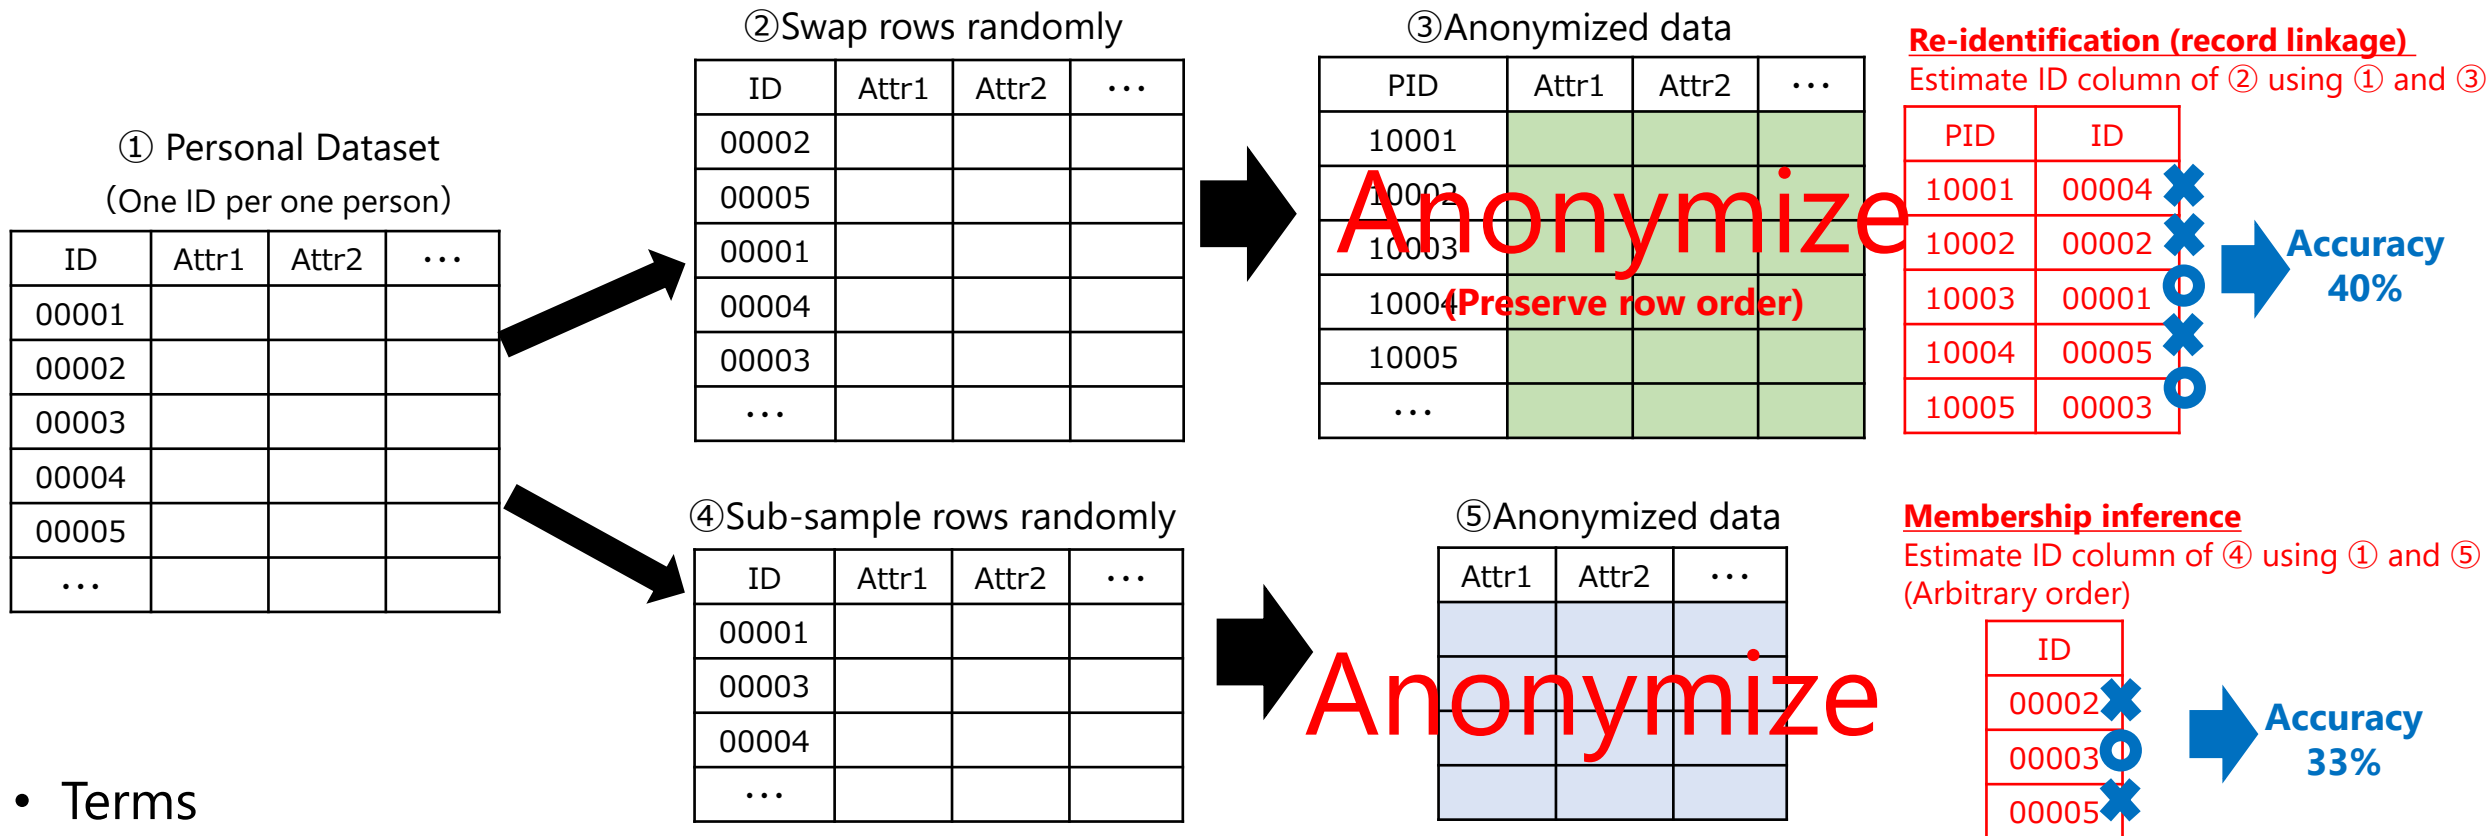 ① Personal Dataset
(One ID per one person)
ID Attr1 Attr2 ···
00001
00002
00003
00004
00005
···
②Swap rows randomly
ID Attr1 Attr2 ···
00002
00005
00001
00004
00003
···
③Anonymized data
PID Attr1 Attr2 ···
10001
10002
10003
10004
10005
···
Anonymize
(Preserve row order)
Re-identification (record linkage)
Estimate ID column of ② using ① and ③
PID ID
10001 00004
10002 00002
10003 00001
10004 00005
10005 00003
Accuracy
40%
④Sub-sample rows randomly
ID Attr1 Attr2 ···
00001
00003
00004
···
⑤Anonymized data
Attr1 Attr2 ···
Anonymize
Membership inference
Estimate ID column of ④ using ① and ⑤
(Arbitrary order)
ID
00002
00003
00005
Accuracy
33%
• Terms